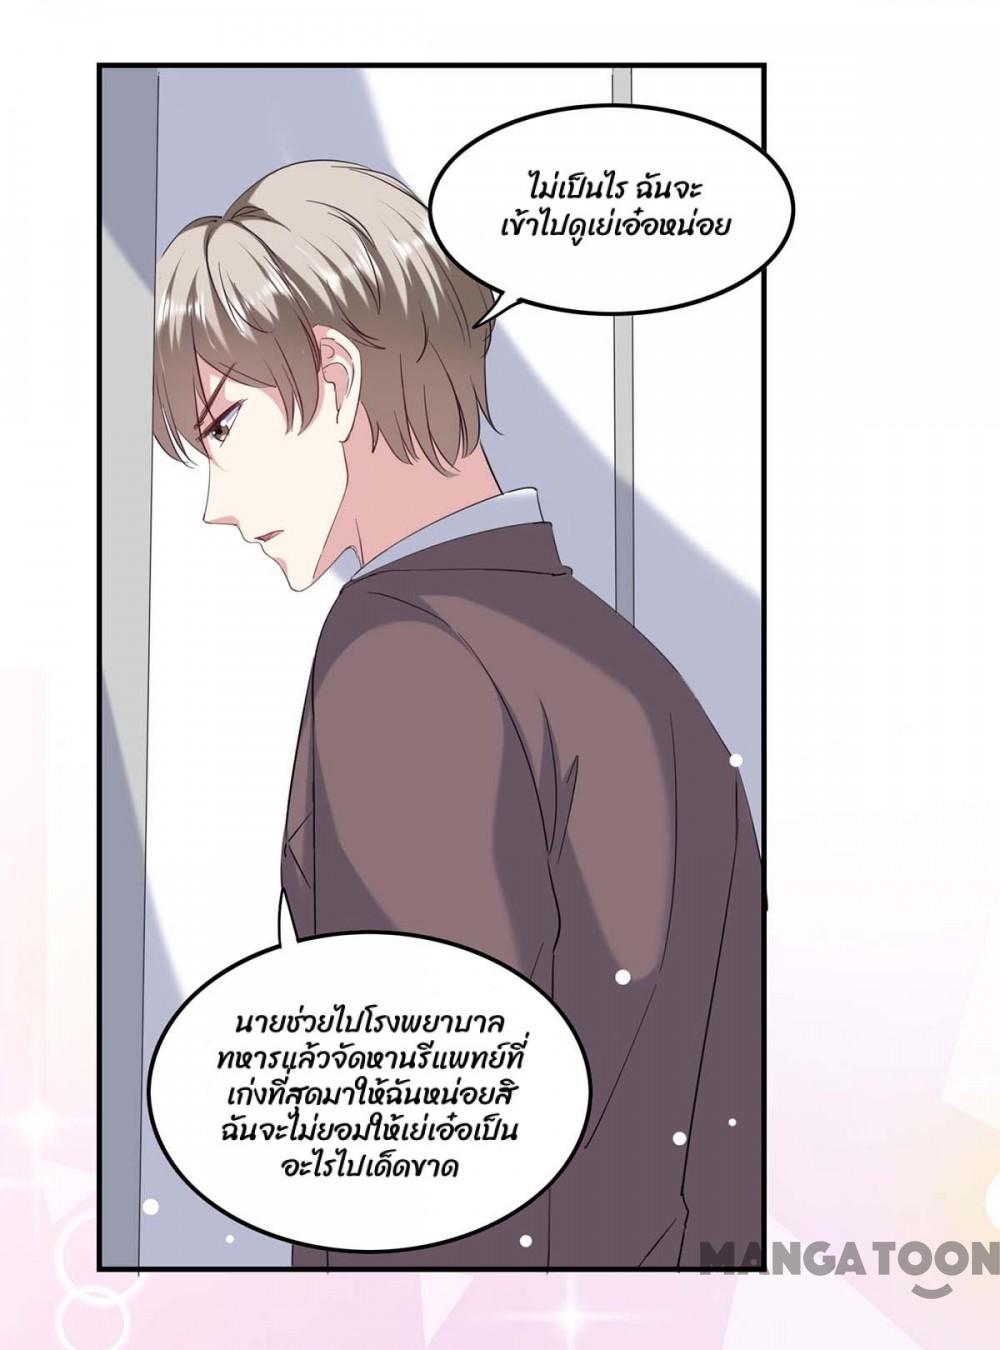 ไม่เป็นไร ฉันจะ
เข้าไปดูเย่เอ๋อหน่อย
นายช่วยไปโรงพยาบาล
ทหารแล้วจัดหานรีแพทย์ที่
เก่งที่สุดมาให้ฉันหน่อยสิ
ฉันจะไม่ยอมให้เย่เอ๋อเป็น
อะไรไปเด็ดขาด
MANGATOON